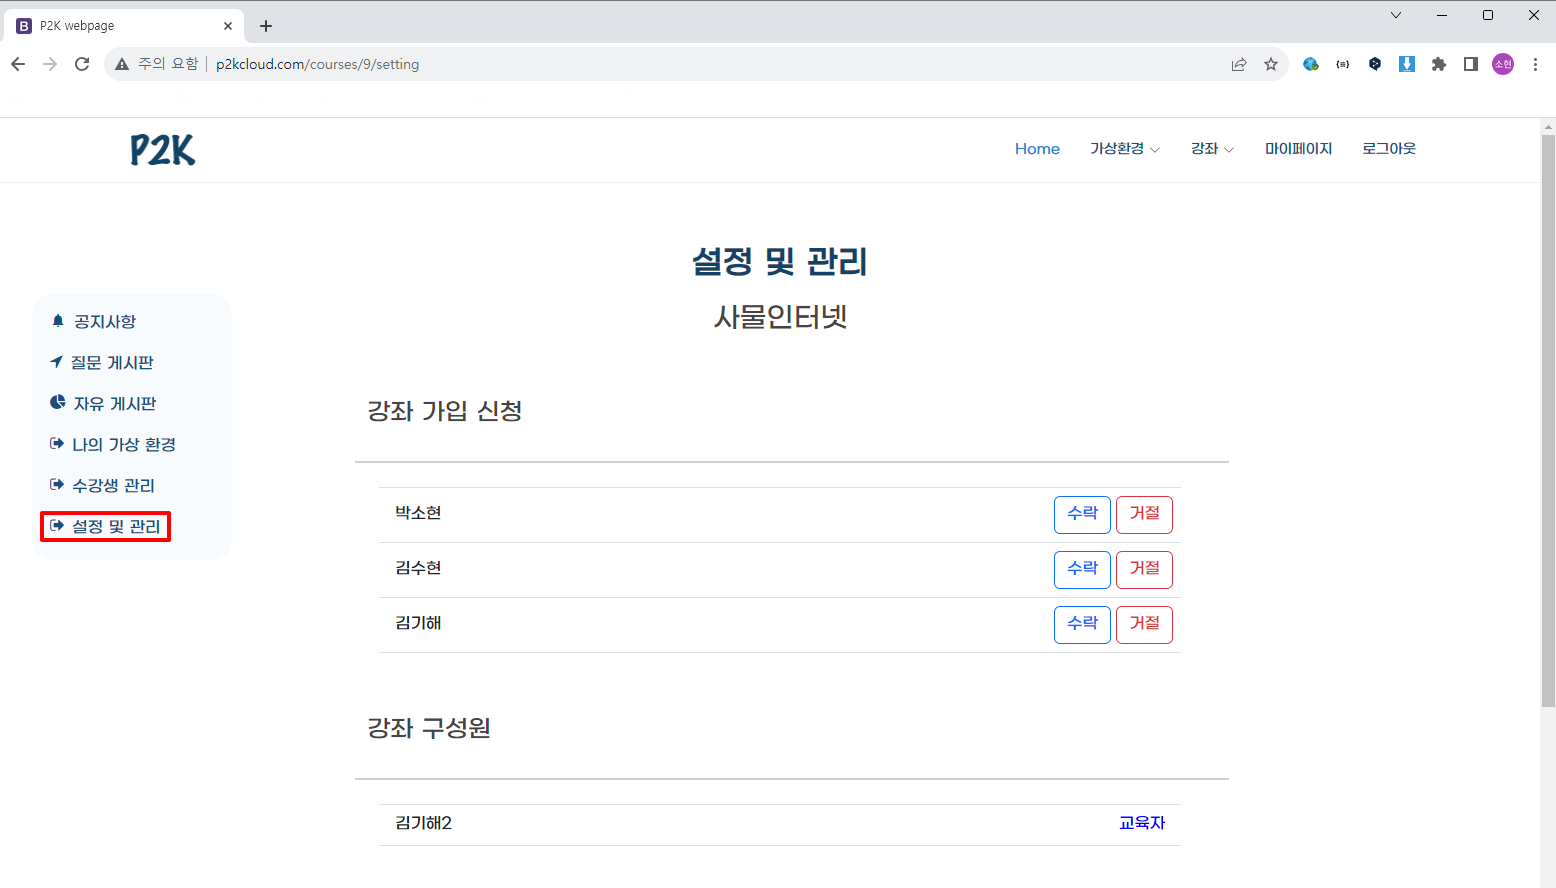 P2K webpage
주의 요함 | p2kcloud.com/courses/9/setting
소현
P2K
Home 가상환경 강좌 마이페이지 로그아웃
설정 및 관리
사물인터넷
공지사항
질문 게시판
자유 게시판
나의 가상 환경
수강생 관리
설정 및 관리
강좌 가입 신청
박소현 수락 거절
김수현 수락 거절
김기해 수락 거절
강좌 구성원
김기해2 교육자